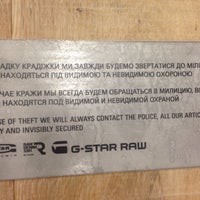 АДКУ КРАДІЖКИ МИ ЗАВЖДИ БУДЕМО ЗВЕРТАТИСЯ ДО МІЛІ
НАХОДЯТЬСЯ ПІД ВИДИМОЮ ТА НЕВИДИМОЮ ОХОРОНОЮ
ЧАЕ КРАЖИ МЫ ВСЕГДА БУДЕМ ОБРАЩАТЬСЯ В МИЛИЦИЮ, ВС
НАХОДЯТСЯ ПОД ВИДИМОЙ И НЕВИДИМОЙ ОХРАНОЙ
SE OF THEFT WILL ALWAYS CONTACT THE POLICE, ALL OUR ARTIC
Y AND INVISIBLY SECURED
G-STAR RAW